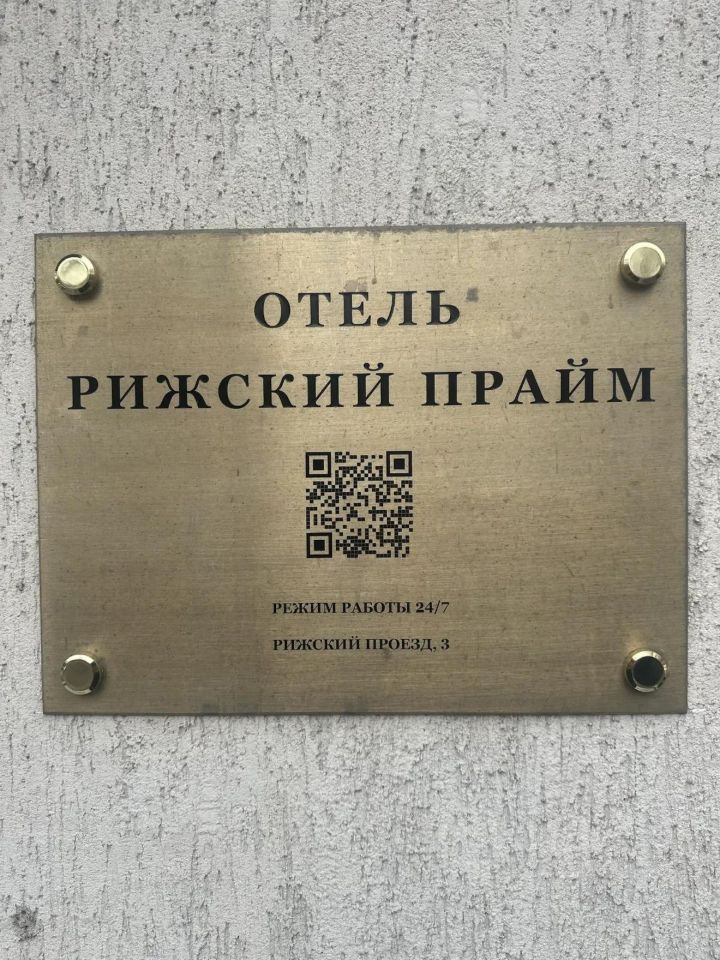 ОТЕЛЬ
РИЖСКИЙ ПРАЙМ
РЕЖИМ РАБОТЫ 24/7
РИЖСКИЙ ПРОЕЗД, 3